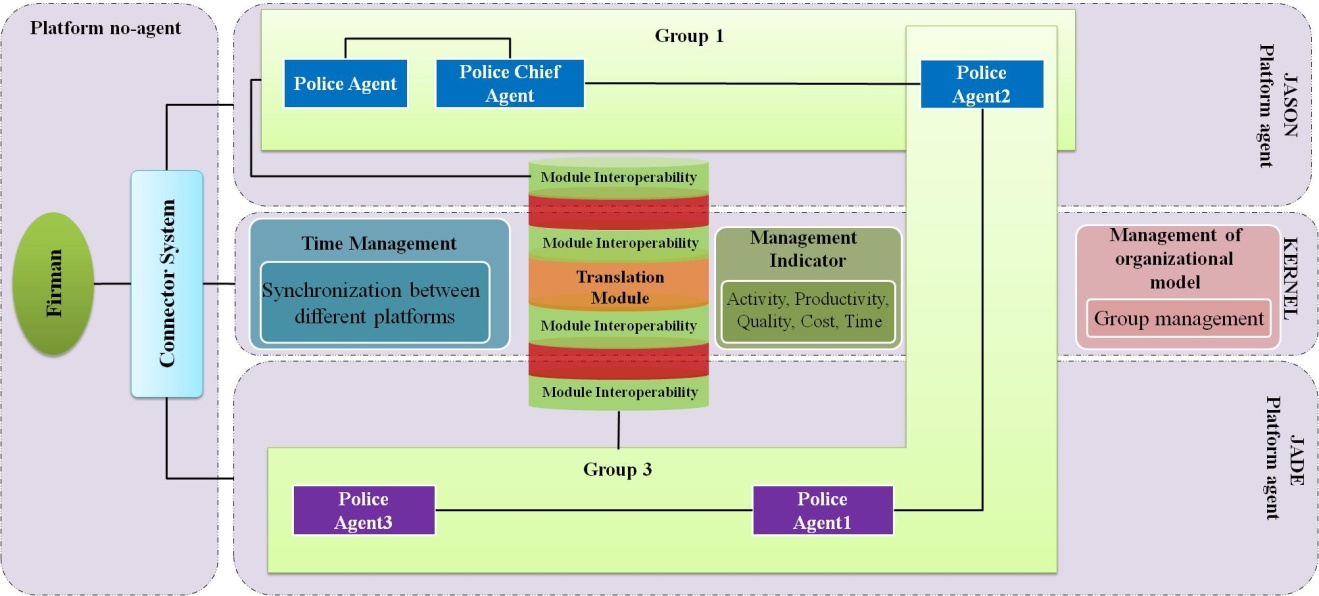 Platform no-agent
Firman
Connector System
Group 1
Police Agent
Police Chief
Agent
Police
Agent2
JASON
Platform agent
Module Interoperability
Module Interoperability
Translation
Module
Module Interoperability
Module Interoperability
Time Management
Synchronization between
different platforms
Management
Indicator
Activity, Productivity,
Quality, Cost, Time
Management of
organizational
model
Group management
KERNEL
Group 3
Police
Agent3
Police
Agent1
JADE
Platform agent